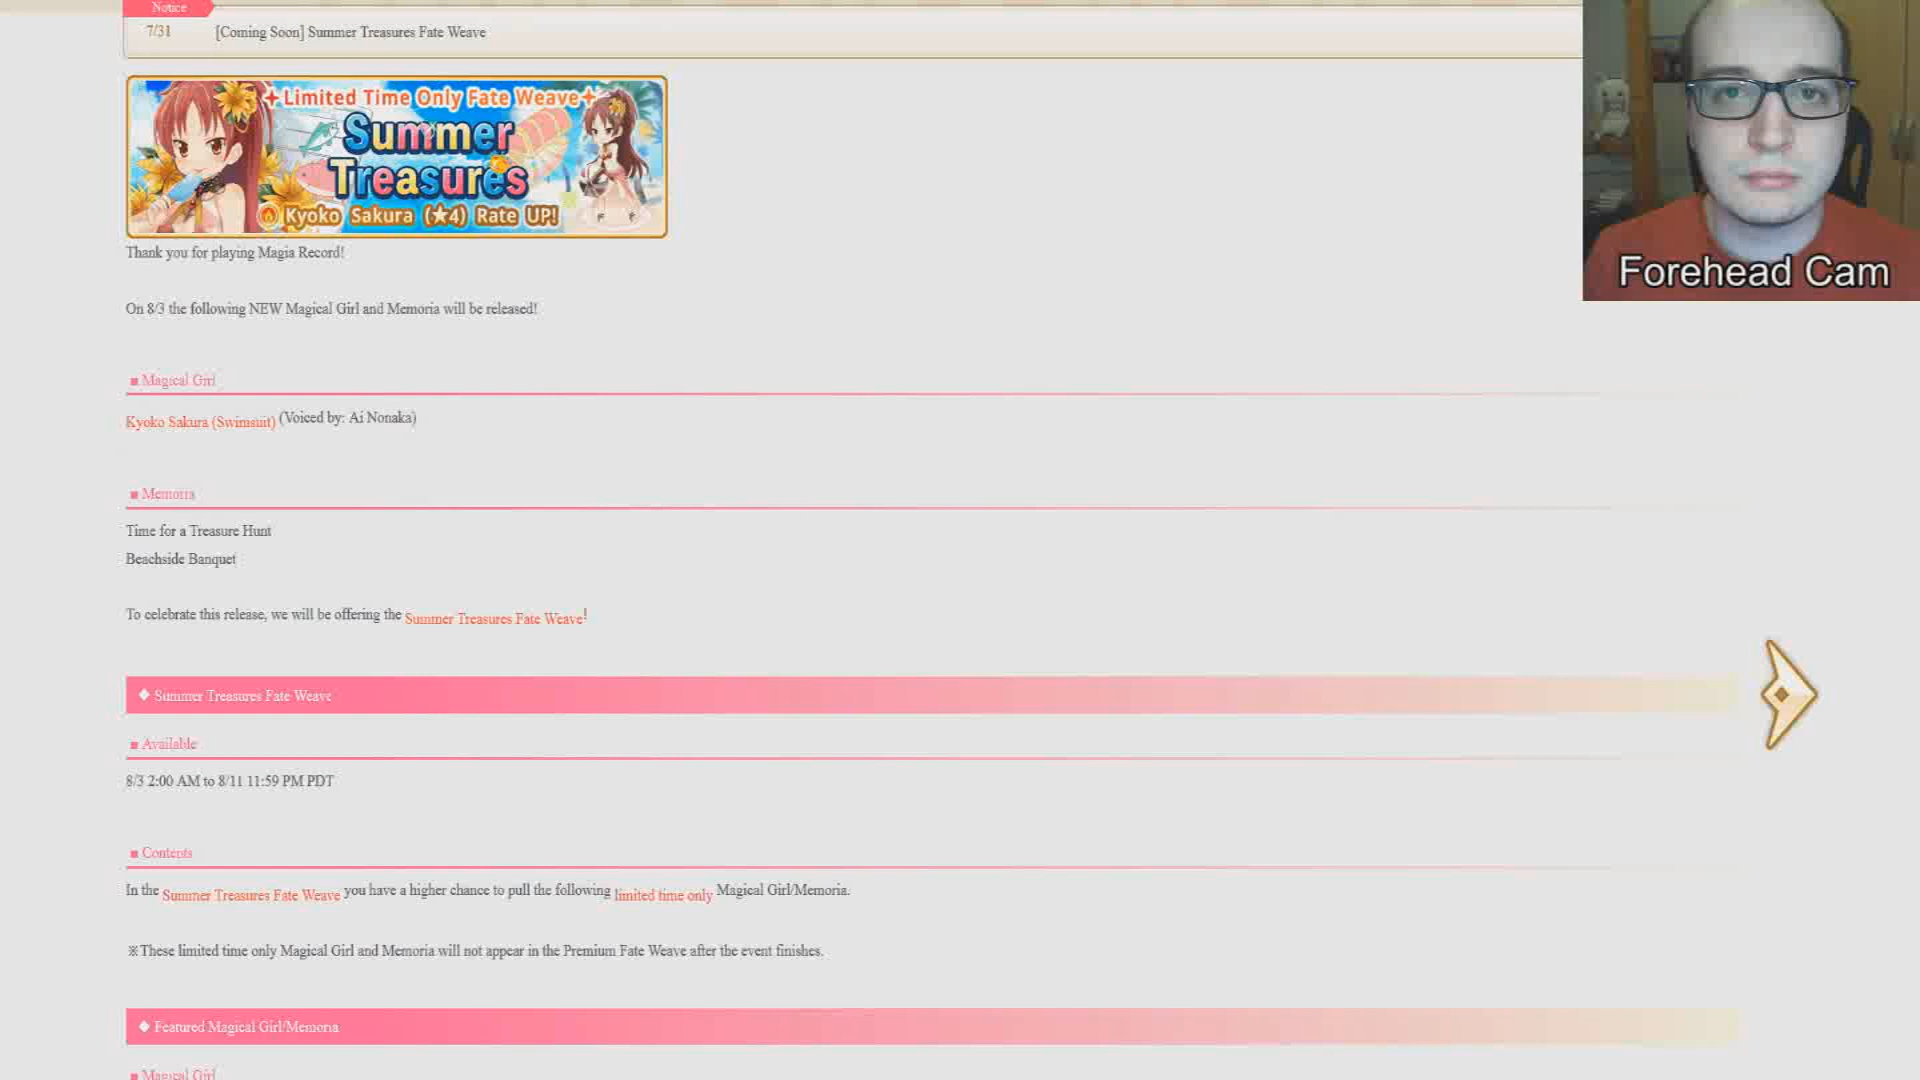 Notice
7/31 [Coming Soon] Summer Treasures Fate Weave
Limited Time Only Fate Weave
Summer
Treasures
Kyoko Sakura (★4) Rate UP!
Forehead Cam
Thank you for playing Magia Record!
On 8/3 the following NEW Magical Girl and Memoria will be released!
■ Magical Girl
Kyoko Sakura (Swimsuit) (Voiced by: Ai Nonaka)
■ Memoria
Time for a Treasure Hunt
Beachside Banquet
To celebrate this release, we will be offering the Summer Treasures Fate Weave!
◆ Summer Treasures Fate Weave
■ Available
8/3 2:00 AM to 8/11 11:59 PM PDT
■ Contents
In the Summer Treasures Fate Weave you have a higher chance to pull the following limited time only Magical Girl/Memoria.
※These limited time only Magical Girl and Memoria will not appear in the Premium Fate Weave after the event finishes.
◆ Featured Magical Girl/Memoria
■ Magical Girl